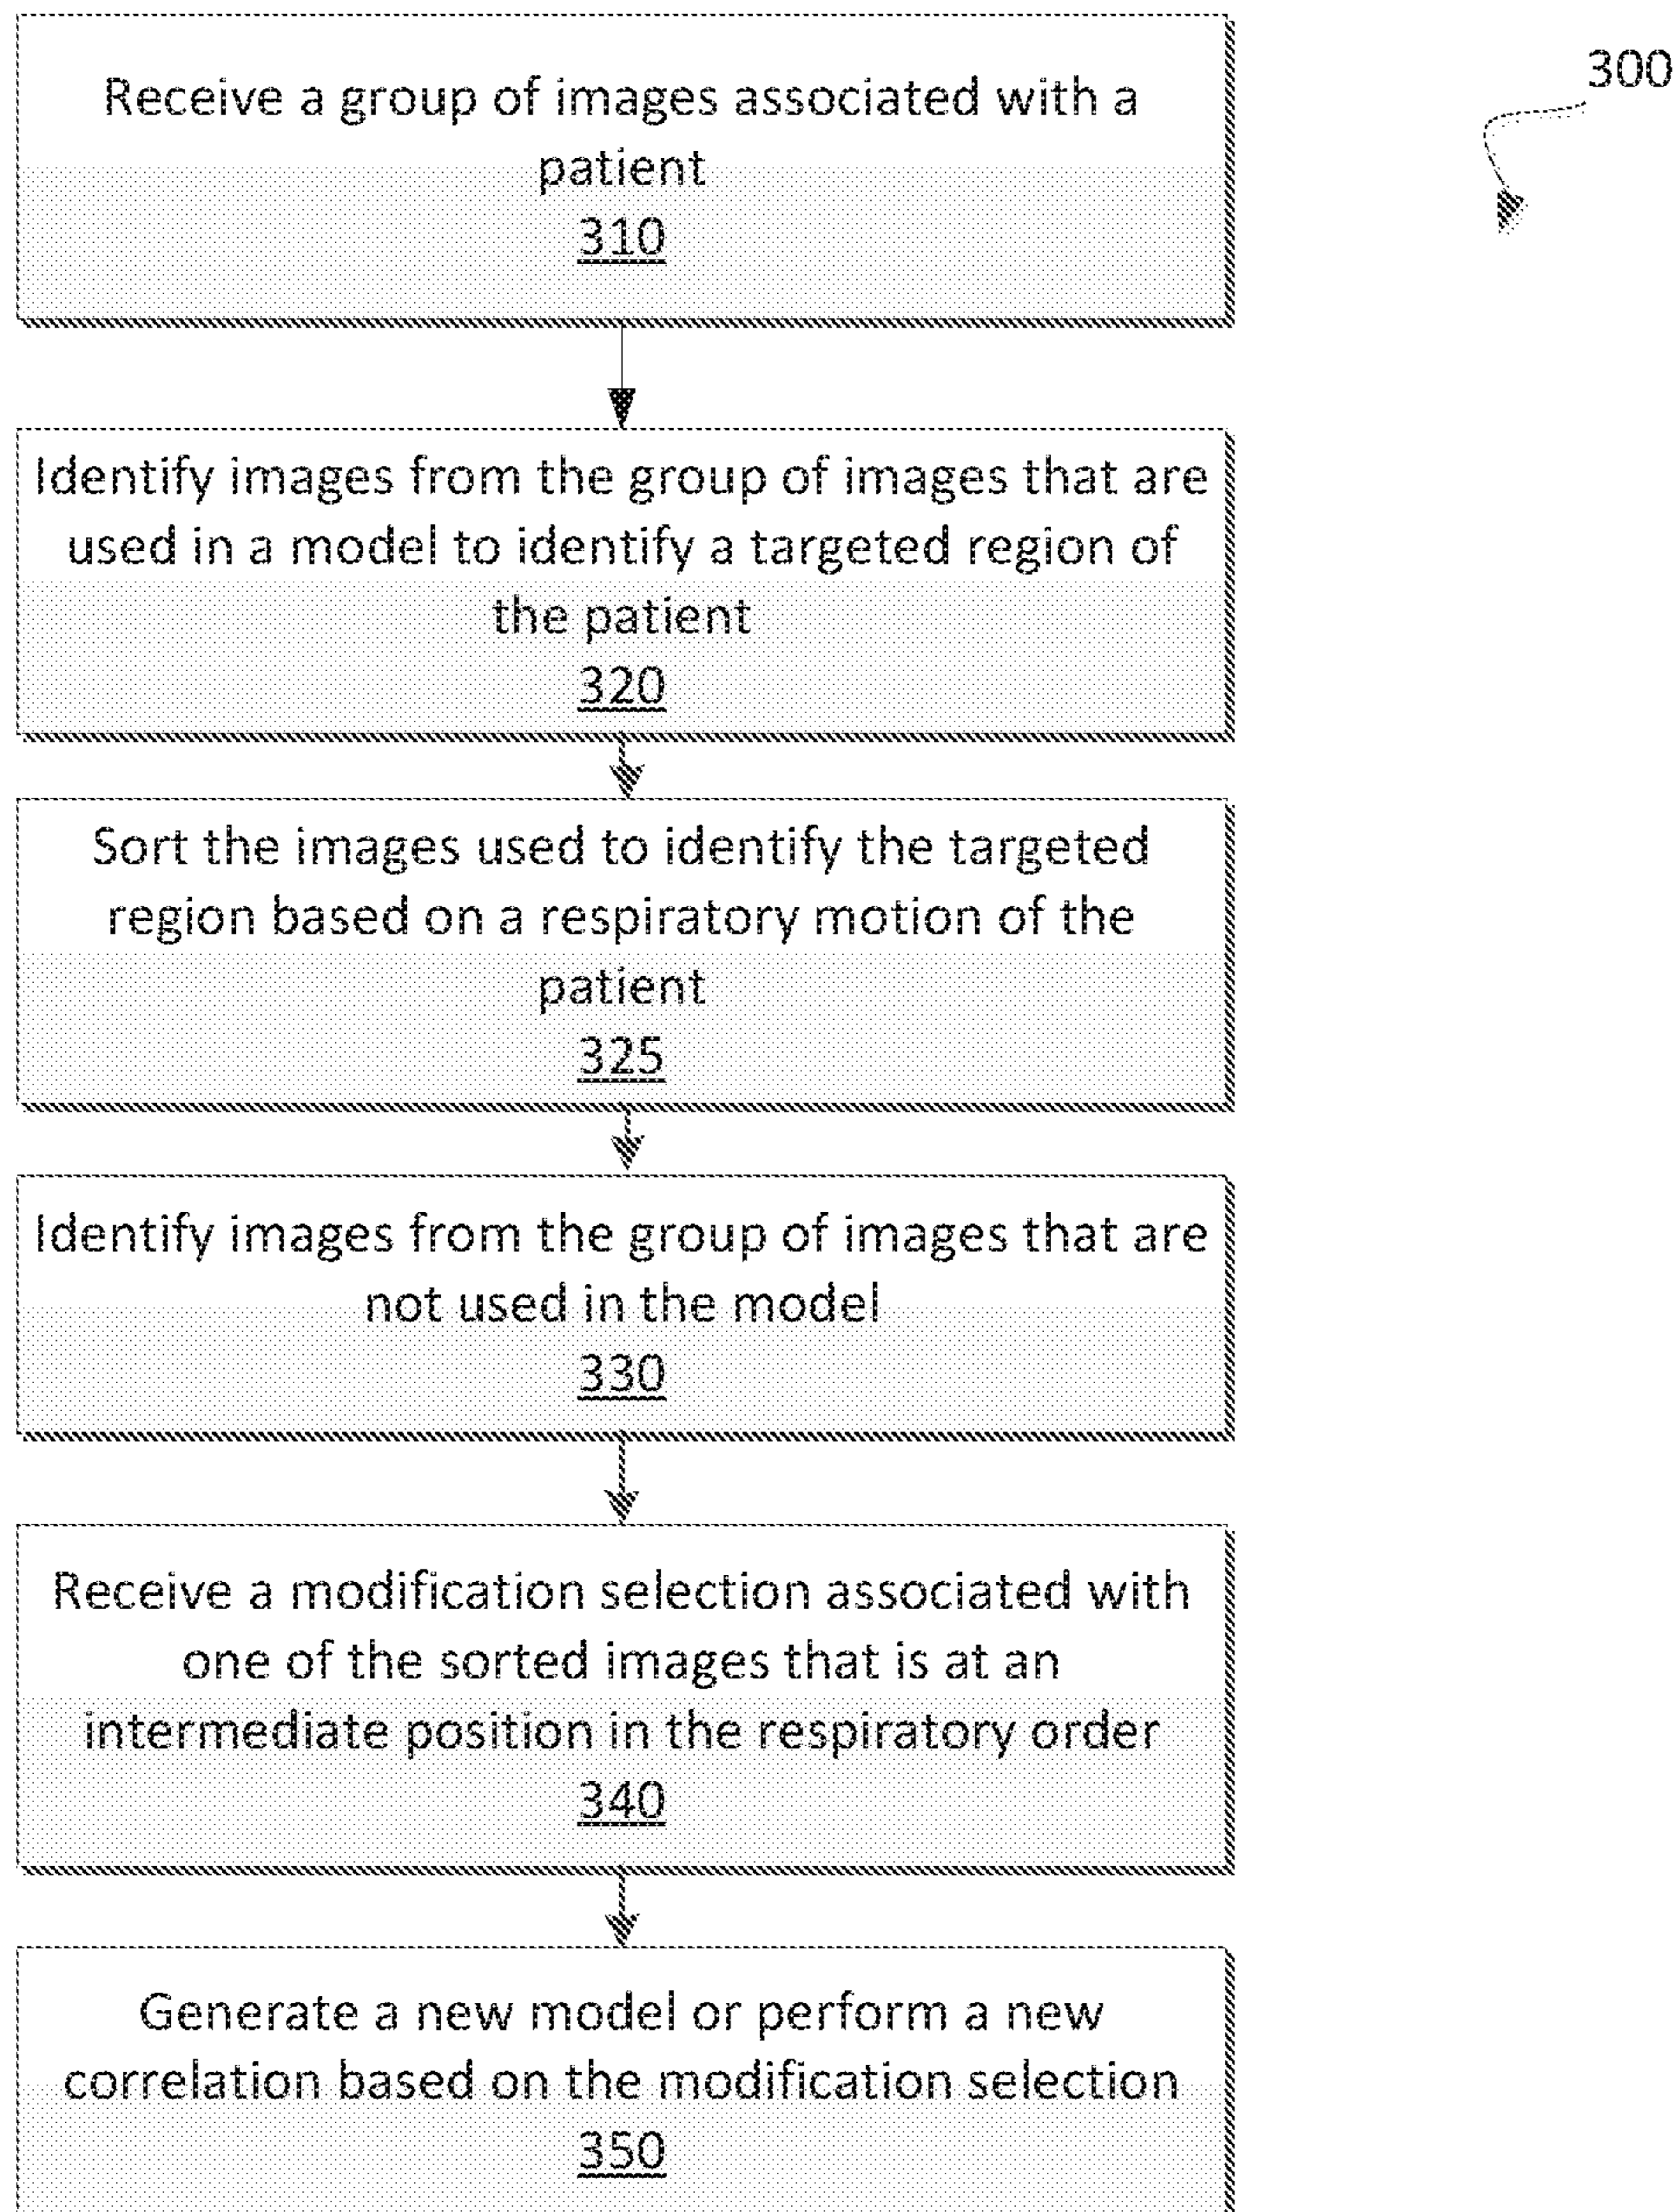 300
Receive a group of images associated with a
patient
310
Identify images from the group of images that are
used in a model to identify a targeted region of
the patient
320
Sort the images used to identify the targeted
region based on a respiratory motion of the
patient
325
Identify images from the group of images that are
not used in the model
330
Receive a modification selection associated with
one of the sorted images that is at an
intermediate position in the respiratory order
340
Generate a new model or perform a new
correlation based on the modification selection
350